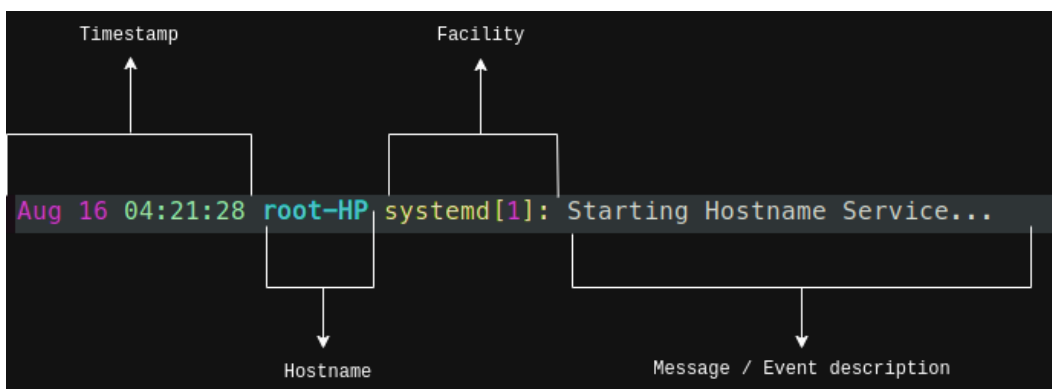 Timestamp Facility
Aug 16 04:21:28 root-HP systemd[1]: Starting Hostname Service...
Hostname Message / Event description